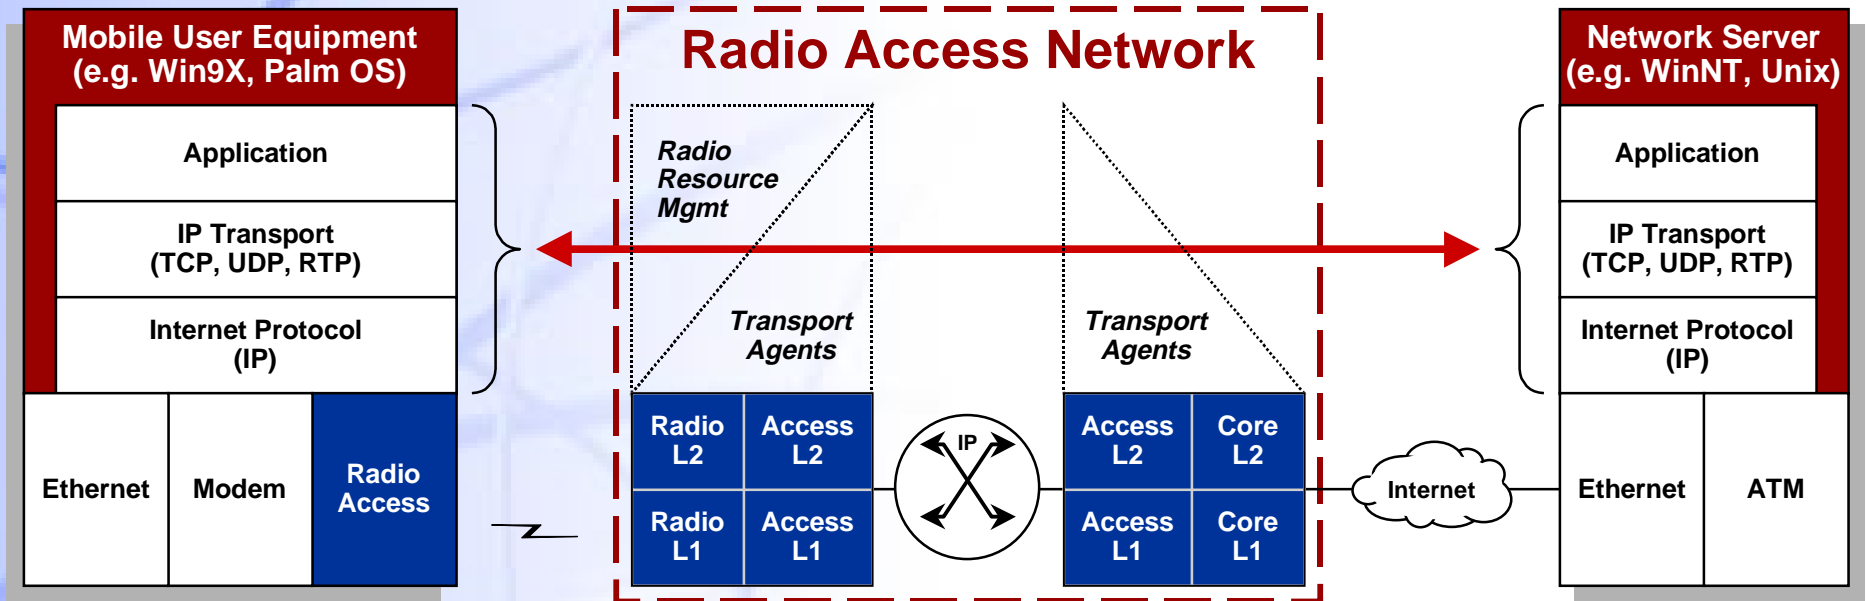 Mobile User Equipment
(e.g. Win9X, Palm OS)
Application
IP Transport
(TCP, UDP, RTP)
Internet Protocol
(IP)
Ethernet
Modem
Radio
Access
Radio Access Network
Radio
Resource
Mgmt
Transport
Agents
Transport
Agents
Radio
L2
Access
L2
Radio
L1
Access
L1
IP
Access
L2
Core
L2
Access
L1
Core
L1
Internet
Network Server
(e.g. WinNT, Unix)
Application
IP Transport
(TCP, UDP, RTP)
Internet Protocol
(IP)
Ethernet
ATM